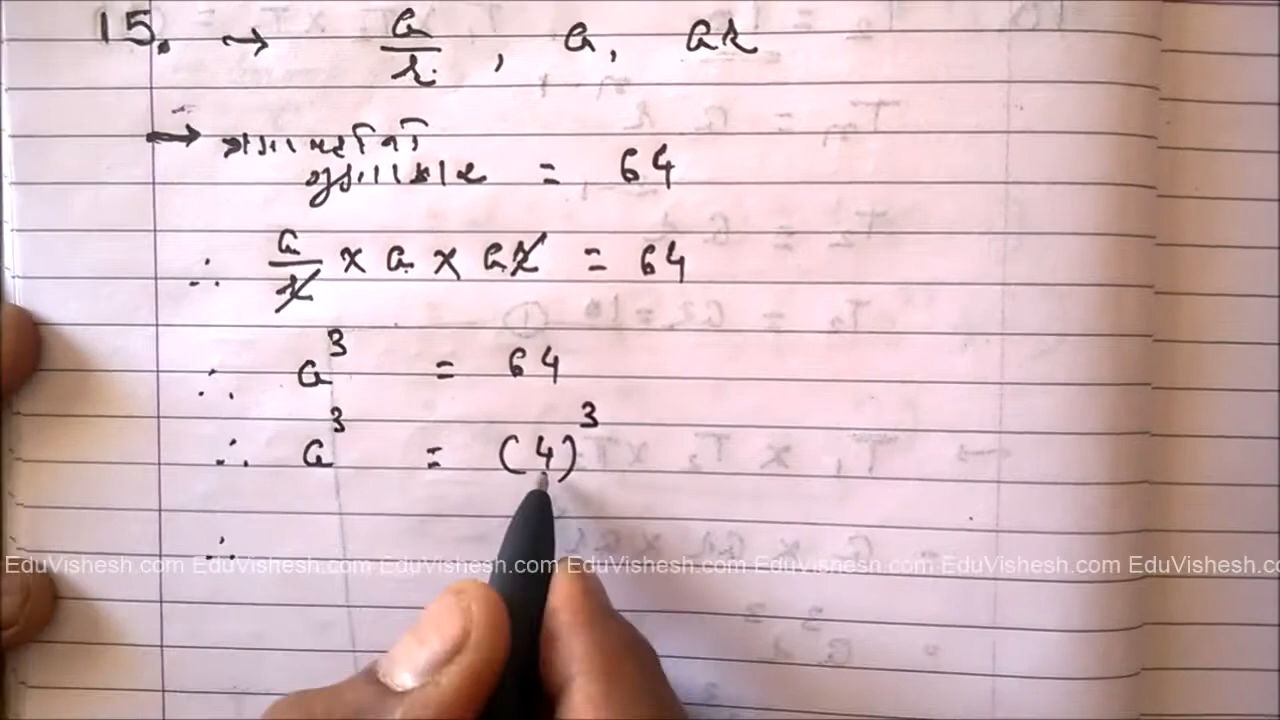 15. → a/r , a, ar
→
ગુણાકાર = 64
∴ a/r × a × ar = 64
∴ a³ = 64
∴ a³ = (4)³
∴
EduVishesh.com EduVishesh.com EduVishesh.com EduVishesh.com EduVishesh.com EduVishesh.com EduVishesh.co